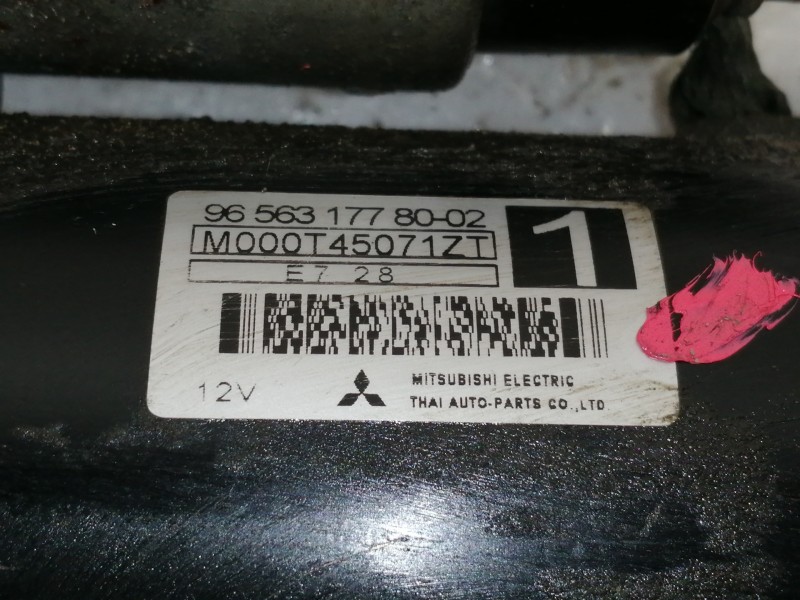 96 563 177 80-02
M000T45071ZT
E7 28
1
12V
MITSUBISHI ELECTRIC
THAI AUTO-PARTS CO.,LTD